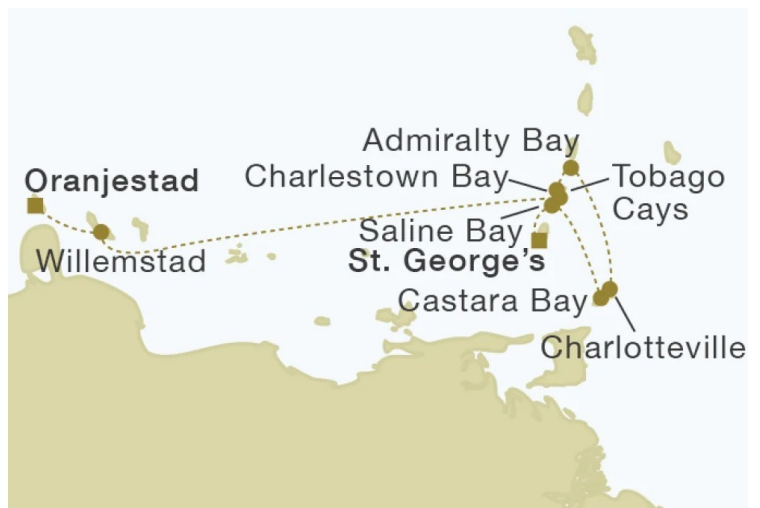 Admiralty Bay
Oranjestad
Charlestown Bay
Tobago
Cays
Saline Bay
Willemstad
St. George's
Castara Bay
Charlotteville